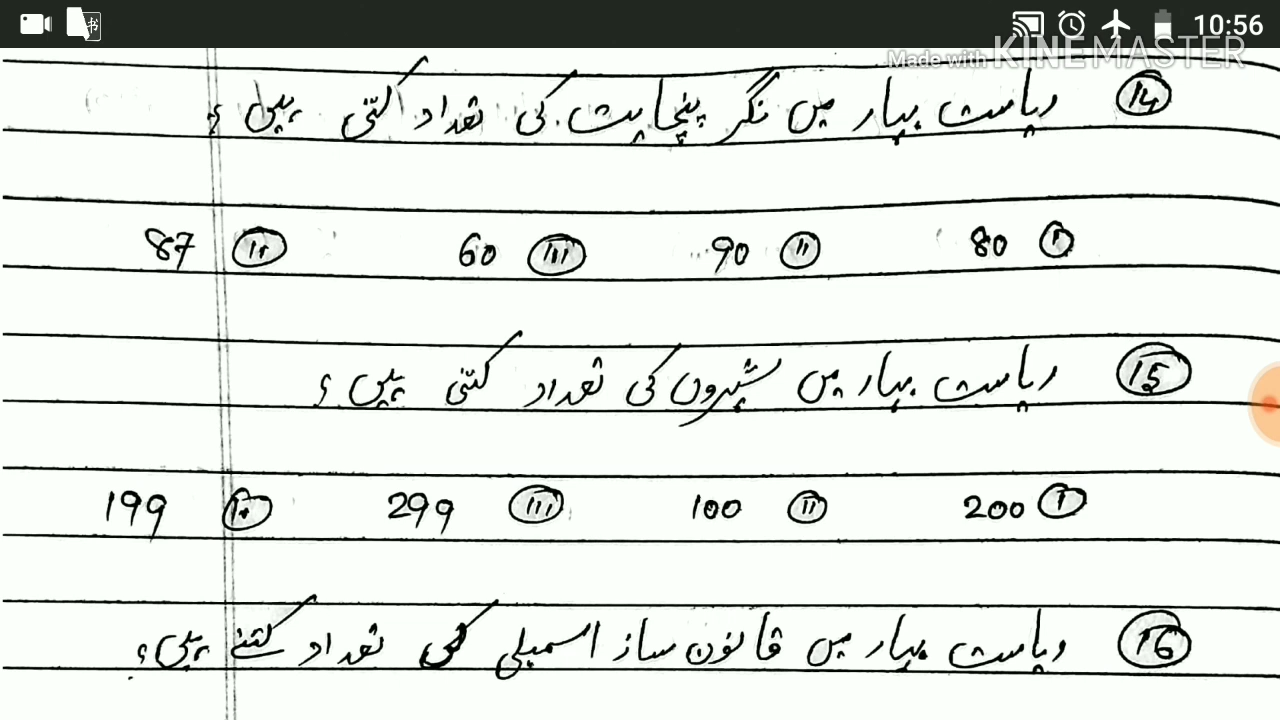 10:56
Made with KINEMASTER
14 ریاست بہار میں نگر پنچایت کی تعداد کتنی ہیں ؟
I 80 II 90 III 60 IV 87
15 ریاست بہار میں شہروں کی تعداد کتنی ہیں ؟
I 200 II 100 III 299 IV 199
16 ریاست بہار میں قانون ساز اسمبلی کی تعداد کتنے ہیں ؟